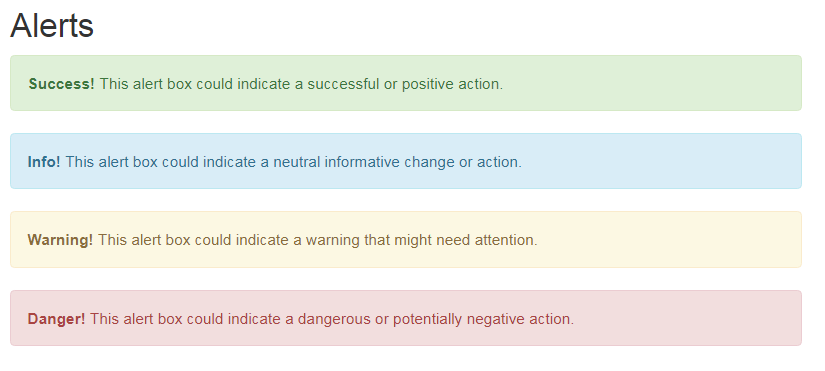 Alerts
Success! This alert box could indicate a successful or positive action.
Info! This alert box could indicate a neutral informative change or action.
Warning! This alert box could indicate a warning that might need attention.
Danger! This alert box could indicate a dangerous or potentially negative action.